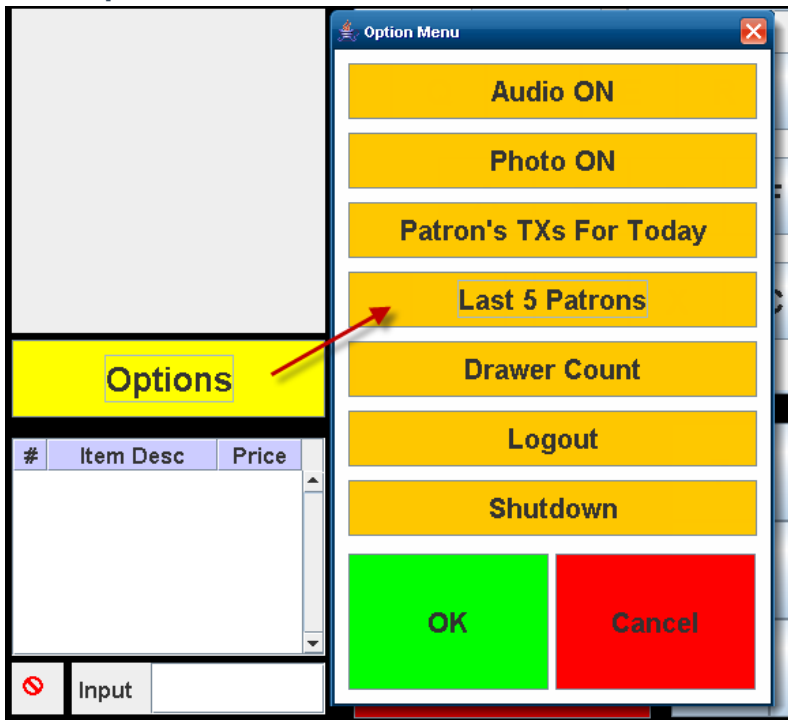 Option Menu
Audio ON
Photo ON
Patron's TXs For Today
Last 5 Patrons
Drawer Count
Logout
Shutdown
OK
Cancel
Options
# Item Desc Price
Input